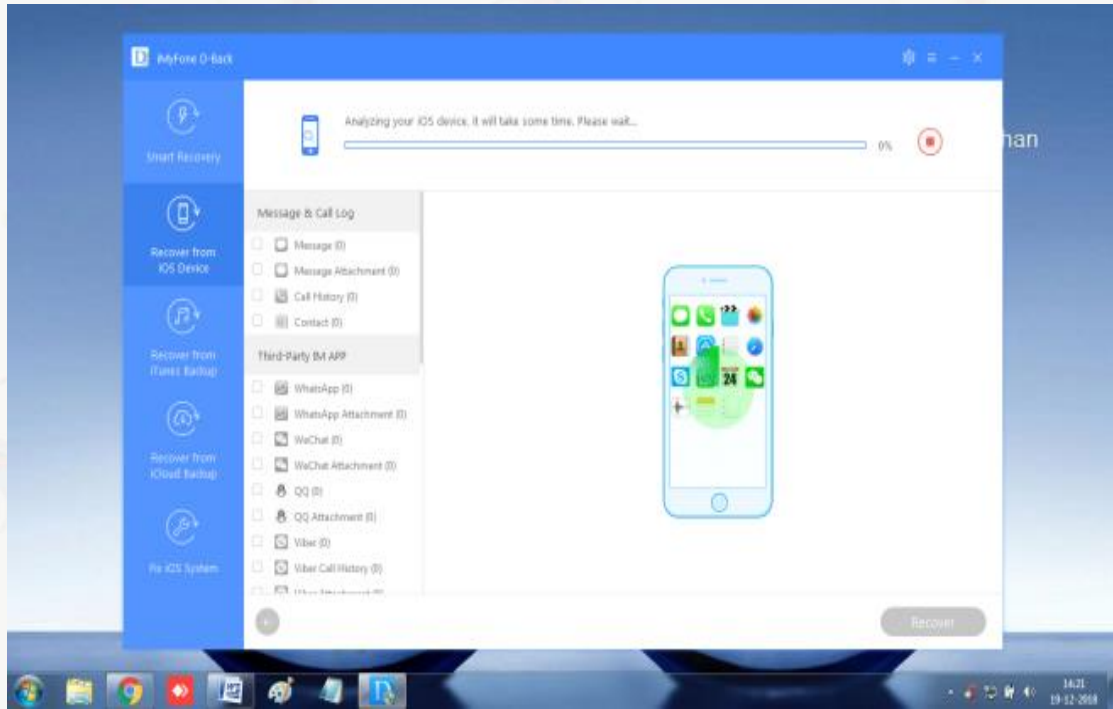 iMyFone D-Back
Analyzing your iOS device. It will take some time. Please wait...
0%
Smart Recovery
Recover from
iOS Device
Recover from
iTunes Backup
Recover from
iCloud Backup
Fix iOS System
Message & Call Log
Message (0)
Message Attachment (0)
Call History (0)
Contact (0)
Third-Party IM APP
WhatsApp (0)
WhatsApp Attachment (0)
WeChat (0)
WeChat Attachment (0)
QQ (0)
QQ Attachment (0)
Viber (0)
Viber Call History (0)
24
Recover
han
14:21
19-12-2018